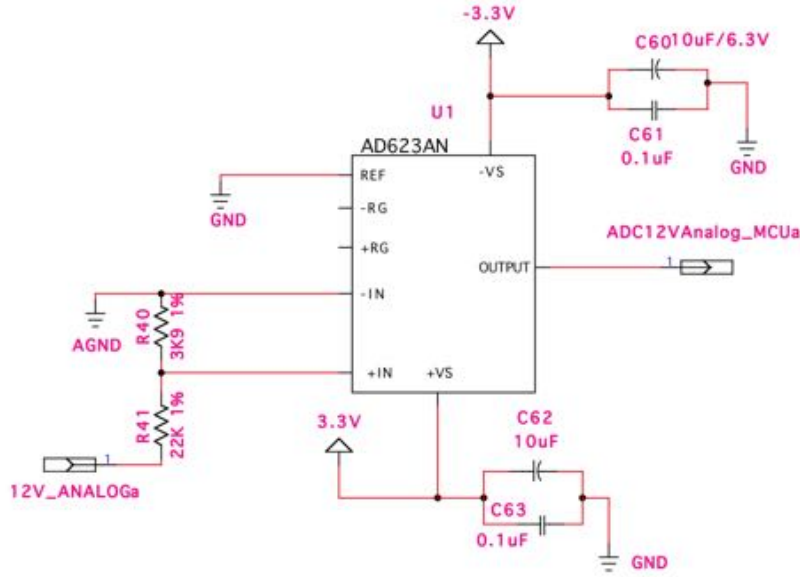 -3.3V
C60 10uF/6.3V
U1
C61
0.1uF
GND
AD623AN
REF
-VS
GND
-RG
+RG
ADC12VAnalog_MCUa
OUTPUT
1
-IN
R40
3K9 1%
AGND
+IN
+VS
R41
22K 1%
3.3V
C62
10uF
1
12V_ANALOGa
C63
0.1uF
GND